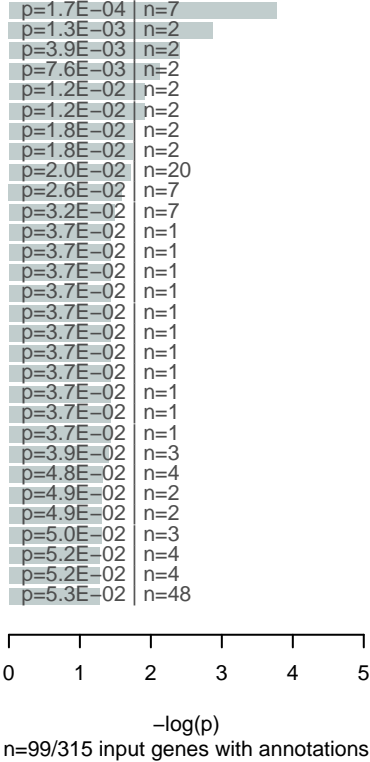 p=1.7E−04 n=7
p=1.3E−03 n=2
p=3.9E−03 n=2
p=7.6E−03 n=2
p=1.2E−02 n=2
p=1.2E−02 n=2
p=1.8E−02 n=2
p=1.8E−02 n=2
p=2.0E−02 n=20
p=2.6E−02 n=7
p=3.2E−02 n=7
p=3.7E−02 n=1
p=3.7E−02 n=1
p=3.7E−02 n=1
p=3.7E−02 n=1
p=3.7E−02 n=1
p=3.7E−02 n=1
p=3.7E−02 n=1
p=3.7E−02 n=1
p=3.7E−02 n=1
p=3.7E−02 n=1
p=3.7E−02 n=1
p=3.9E−02 n=3
p=4.8E−02 n=4
p=4.9E−02 n=2
p=4.9E−02 n=2
p=5.0E−02 n=3
p=5.2E−02 n=4
p=5.2E−02 n=4
p=5.3E−02 n=48
0 1 2 3 4 5
−log(p)
n=99/315 input genes with annotations